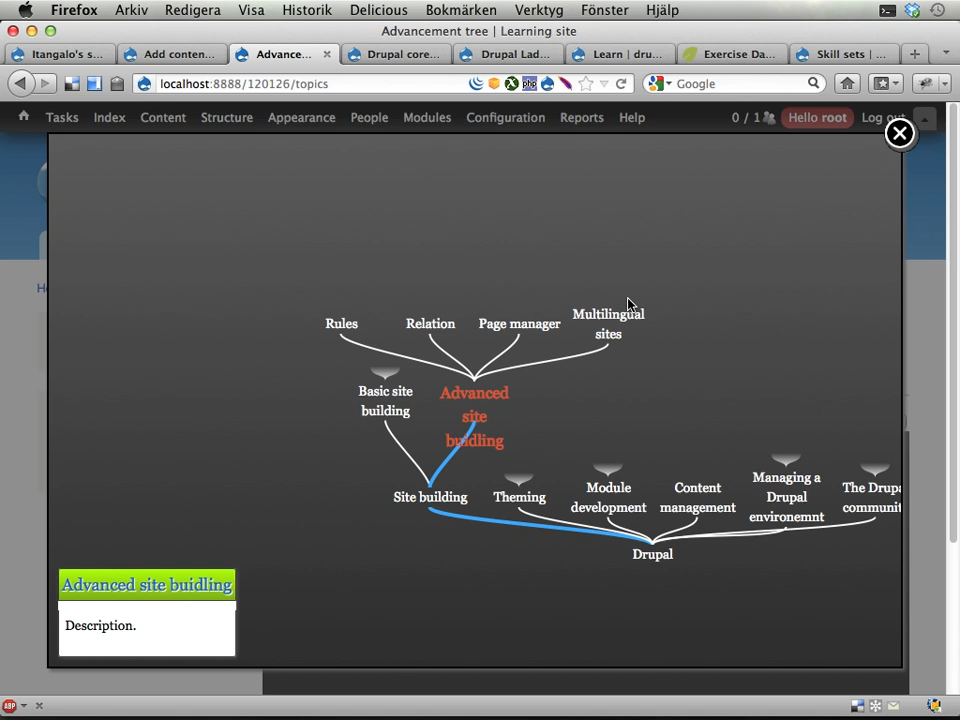 Firefox Arkiv Redigera Visa Historik Delicious Bokmärken Verktyg Fönster Hjälp
Advancement tree | Learning site
Itangalo's s... Add conten... Advance... Drupal core... Drupal Lad... Learn | dru... Exercise Da... Skill sets | ...
localhost:8888/120126/topics
php
Google
Tasks Index Content Structure Appearance People Modules Configuration Reports Help 0 / 1 Hello root Log out
Rules Relation Page manager Multilingual
sites
Basic site
building
Advanced
site
buidling
Site building Theming
Module
development
Content
management
Managing a
Drupal
environemnt
The Drupa
communit
Drupal
Advanced site buidling
Description.
ABP